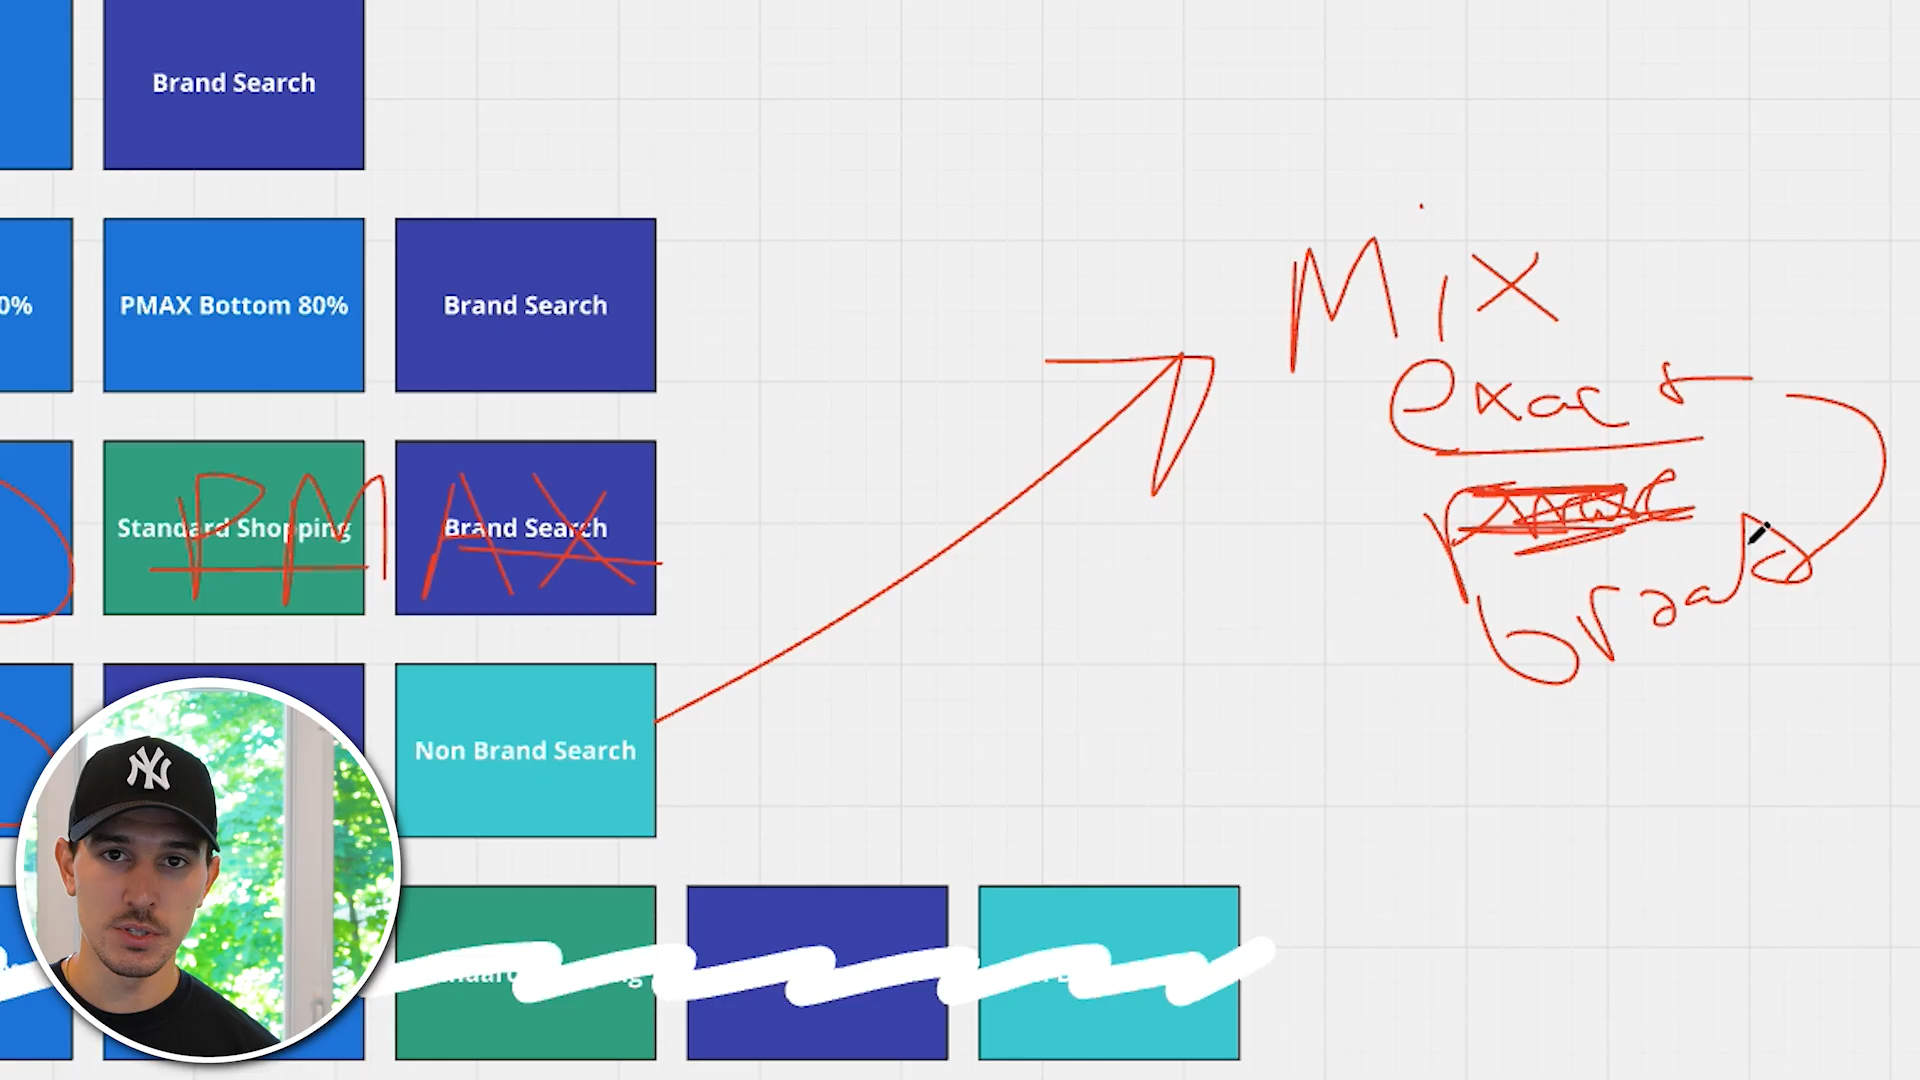 Brand Search
0%
PMAX Bottom 80%
Brand Search
Mix
exact
Standard Shopping
Brand Search
PMAX
broad
Non Brand Search
NY